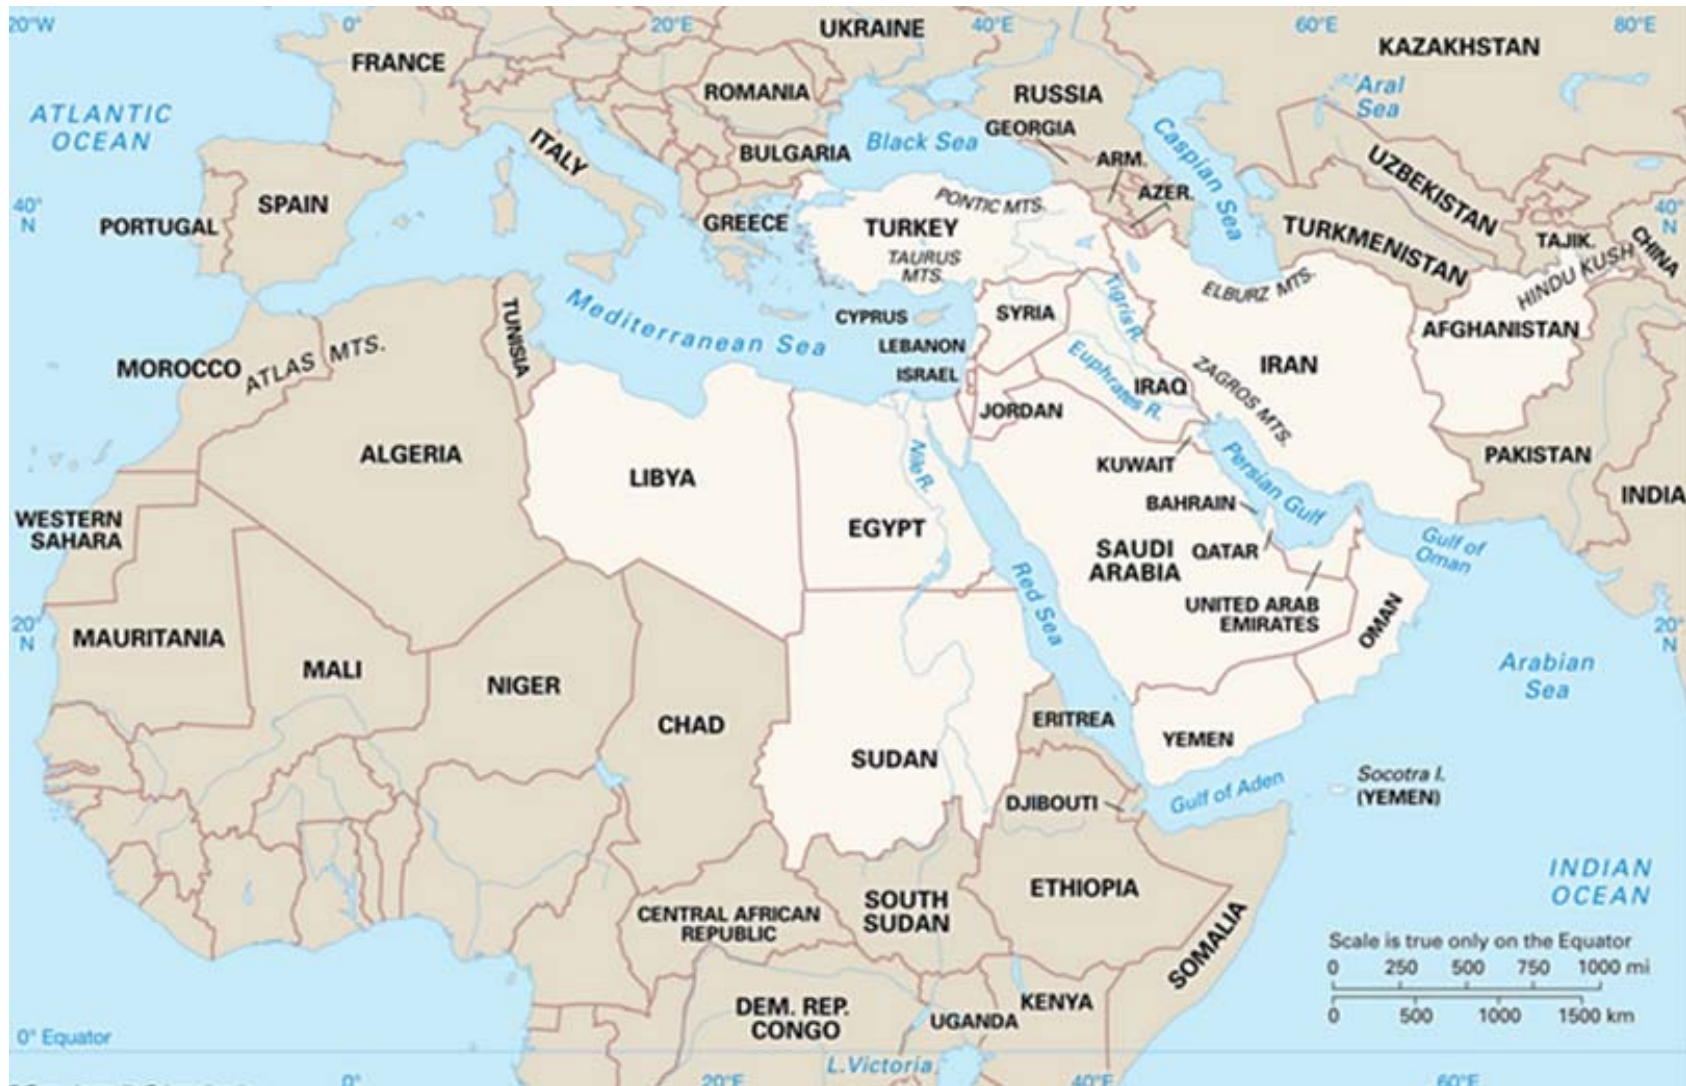 20°W
0°
20°E
40°E
60°E
80°E
UKRAINE
KAZAKHSTAN
FRANCE
ROMANIA
RUSSIA
Aral
Sea
ATLANTIC
OCEAN
GEORGIA
Black Sea
BULGARIA
ITALY
Caspian Sea
ARM.
AZER.
UZBEKISTAN
40°
N
SPAIN
PORTUGAL
GREECE
TURKEY
PONTIC MTS.
TAURUS
MTS.
TURKMENISTAN
TAJIK.
CHINA
40°
N
HINDU KUSH
ELBURZ MTS.
TUNISIA
Mediterranean Sea
CYPRUS
SYRIA
Tigris R.
AFGHANISTAN
LEBANON
ISRAEL
MOROCCO
ATLAS MTS.
Euphrates R.
IRAQ
IRAN
ZAGROS MTS.
JORDAN
ALGERIA
LIBYA
Nile R.
KUWAIT
Persian Gulf
PAKISTAN
INDIA
WESTERN
SAHARA
EGYPT
BAHRAIN
SAUDI
ARABIA
QATAR
Gulf of
Oman
Red Sea
UNITED ARAB
EMIRATES
OMAN
20°
N
MAURITANIA
MALI
NIGER
CHAD
20°
N
Arabian
Sea
SUDAN
ERITREA
YEMEN
Socotra I.
(YEMEN)
DJIBOUTI
Gulf of Aden
ETHIOPIA
SOUTH
SUDAN
CENTRAL AFRICAN
REPUBLIC
SOMALIA
INDIAN
OCEAN
Scale is true only on the Equator
0 250 500 750 1000 mi
0 500 1000 1500 km
DEM. REP.
CONGO
UGANDA
KENYA
0° Equator
L.Victoria
0°
20°E
40°E
60°E